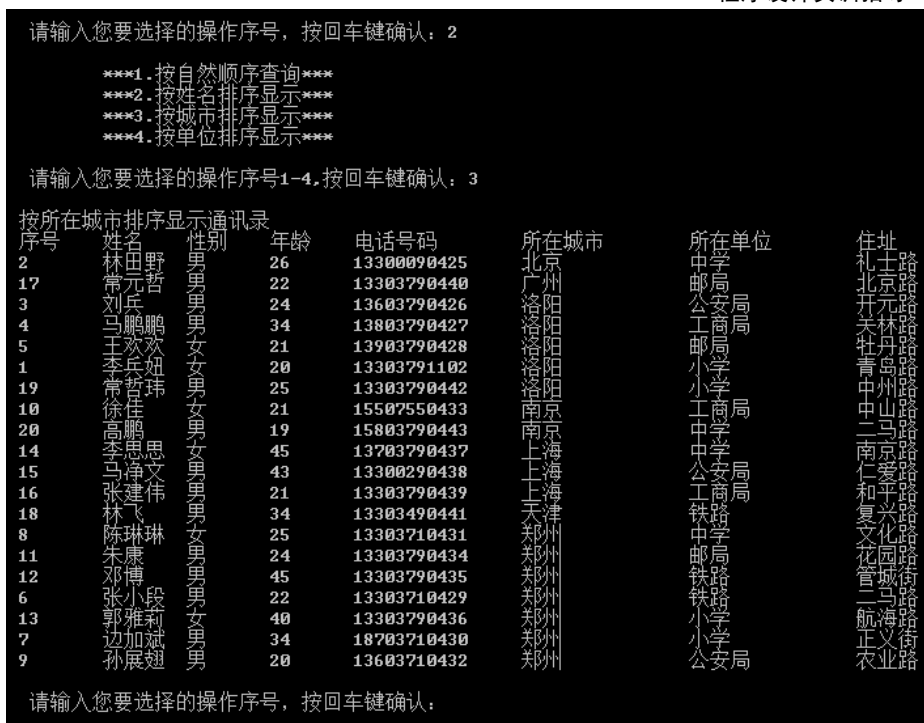 请输入您要选择的操作序号，按回车键确认：2
***1.按自然顺序查询***
***2.按姓名排序显示***
***3.按城市排序显示***
***4.按单位排序显示***
请输入您要选择的操作序号1-4,按回车键确认：3
按所在城市排序显示通讯录
序号 姓名 性别 年龄 电话号码 所在城市 所在单位 住址
2 林田野 男 26 13300090425 北京 中学 礼士路
17 常元哲 男 22 13303790440 广州 邮局 北京路
3 刘兵 男 24 13603790426 洛阳 公安局 开元路
4 马鹏鹏 男 34 13803790427 洛阳 工商局 关林路
5 王欢欢 女 21 13903790428 洛阳 邮局 牡丹路
1 李兵妞 女 20 13303791102 洛阳 小学 青岛路
19 常哲玮 男 25 13303790442 洛阳 小学 中州路
10 徐佳 女 21 15507550433 南京 工商局 中山路
20 高鹏 男 19 15803790443 南京 中学 二马路
14 李思思 女 45 13703790437 上海 中学 南京路
15 马净文 男 43 13300290438 上海 公安局 仁爱路
16 张建伟 男 21 13303790439 上海 工商局 和平路
18 林飞 男 34 13303490441 天津 铁路 复兴路
8 陈琳琳 女 25 13303710431 郑州 中学 文化路
11 朱康 男 24 13303790434 郑州 邮局 花园路
12 邓博 男 45 13303790435 郑州 铁路 管城街
6 张小段 男 22 13303710429 郑州 铁路 二马路
13 郭雅莉 女 40 13303790436 郑州 小学 航海路
7 边加斌 男 34 18703710430 郑州 小学 正义街
9 孙展翅 男 20 13603710432 郑州 公安局 农业路
请输入您要选择的操作序号，按回车键确认：